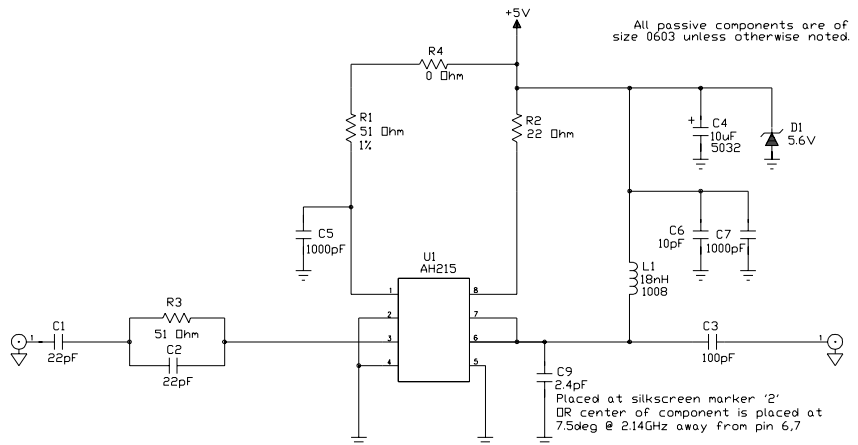 +5V
All passive components are of
size 0603 unless otherwise noted.
R4
0 Ohm
R1
51 Ohm
1%
R2
22 Ohm
+
C4
10uF
5032
D1
5.6V
C5
1000pF
C6
10pF
C7
1000pF
U1
AH215
L1
18nH
1008
1
8
2
7
3
6
4
5
R3
51 Ohm
C1
1
22pF
C2
22pF
C3
100pF
1
C9
2.4pF
Placed at silkscreen marker '2'
OR center of component is placed at
7.5deg @ 2.14GHz away from pin 6,7